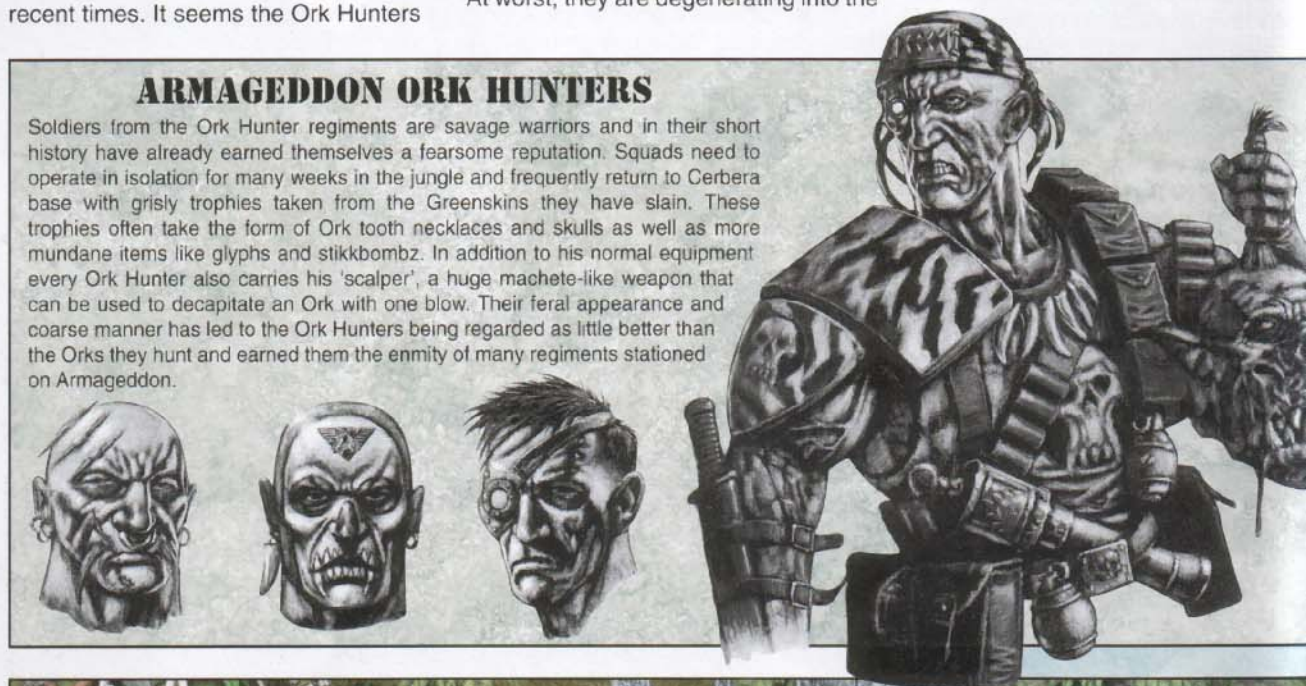 recent times. It seems the Ork Hunters
At worst, they are degenerating into the
ARMAGEDDON ORK HUNTERS
Soldiers from the Ork Hunter regiments are savage warriors and in their short
history have already earned themselves a fearsome reputation. Squads need to
operate in isolation for many weeks in the jungle and frequently return to Cerbera
base with grisly trophies taken from the Greenskins they have slain. These
trophies often take the form of Ork tooth necklaces and skulls as well as more
mundane items like glyphs and stikkbombz. In addition to his normal equipment
every Ork Hunter also carries his 'scalper', a huge machete-like weapon that
can be used to decapitate an Ork with one blow. Their feral appearance and
coarse manner has led to the Ork Hunters being regarded as little better than
the Orks they hunt and earned them the enmity of many regiments stationed
on Armageddon.